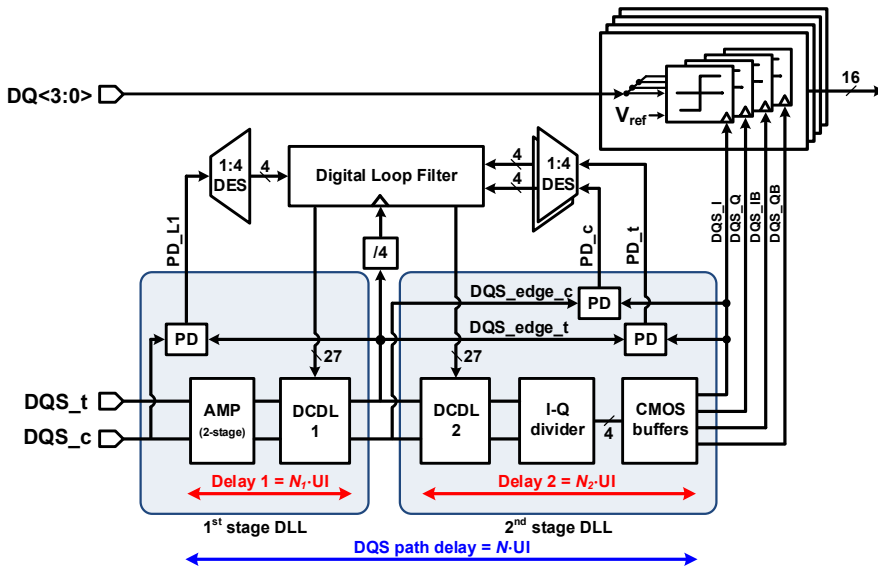 DQ<3:0>
V_ref
16
1:4
DES
4
Digital Loop Filter
4
4
1:4
DES
PD_L1
/4
PD_c
PD_t
DQS_I
DQS_Q
DQS_IB
DQS_QB
DQS_edge_c
PD
DQS_edge_t
PD
PD
27
27
DQS_t
DQS_c
AMP
(2-stage)
DCDL
1
DCDL
2
I-Q
divider
4
CMOS
buffers
Delay 1 = N₁·UI
Delay 2 = N₂·UI
1st stage DLL
2nd stage DLL
DQS path delay = N·UI